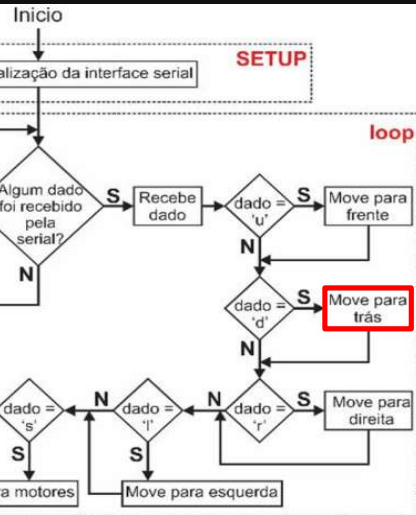 Inicio
SETUP
alização da interface serial
loop
Algum dado
foi recebido
pela
serial?
S
Recebe
dado
dado =
'u'
S
Move para
frente
N
N
dado =
'd'
S
Move para
trás
N
dado =
's'
N
dado =
'l'
N
dado =
'r'
S
Move para
direita
S
S
a motores
Move para esquerda